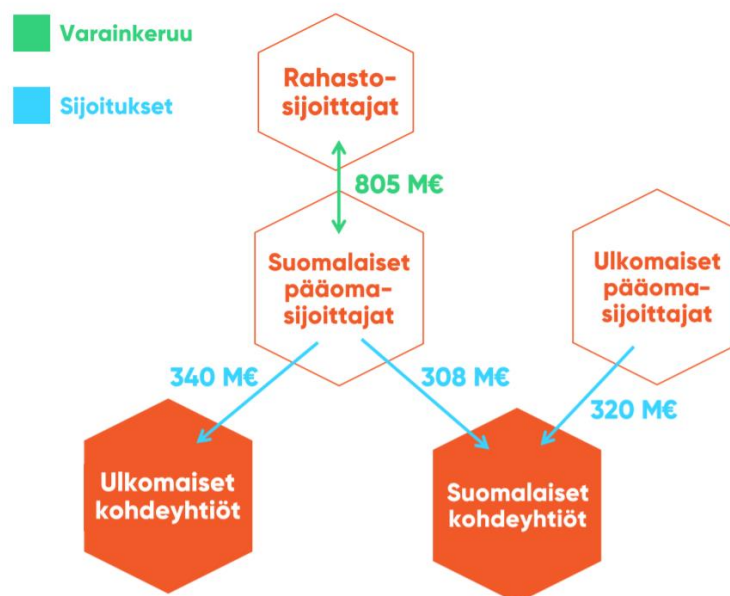 Varainkeruu
Sijoitukset
Rahasto-
sijoittajat
805 M€
Suomalaiset
pääoma-
sijoittajat
Ulkomaiset
pääoma-
sijoittajat
340 M€
308 M€
320 M€
Ulkomaiset
kohdeyhtiöt
Suomalaiset
kohdeyhtiöt